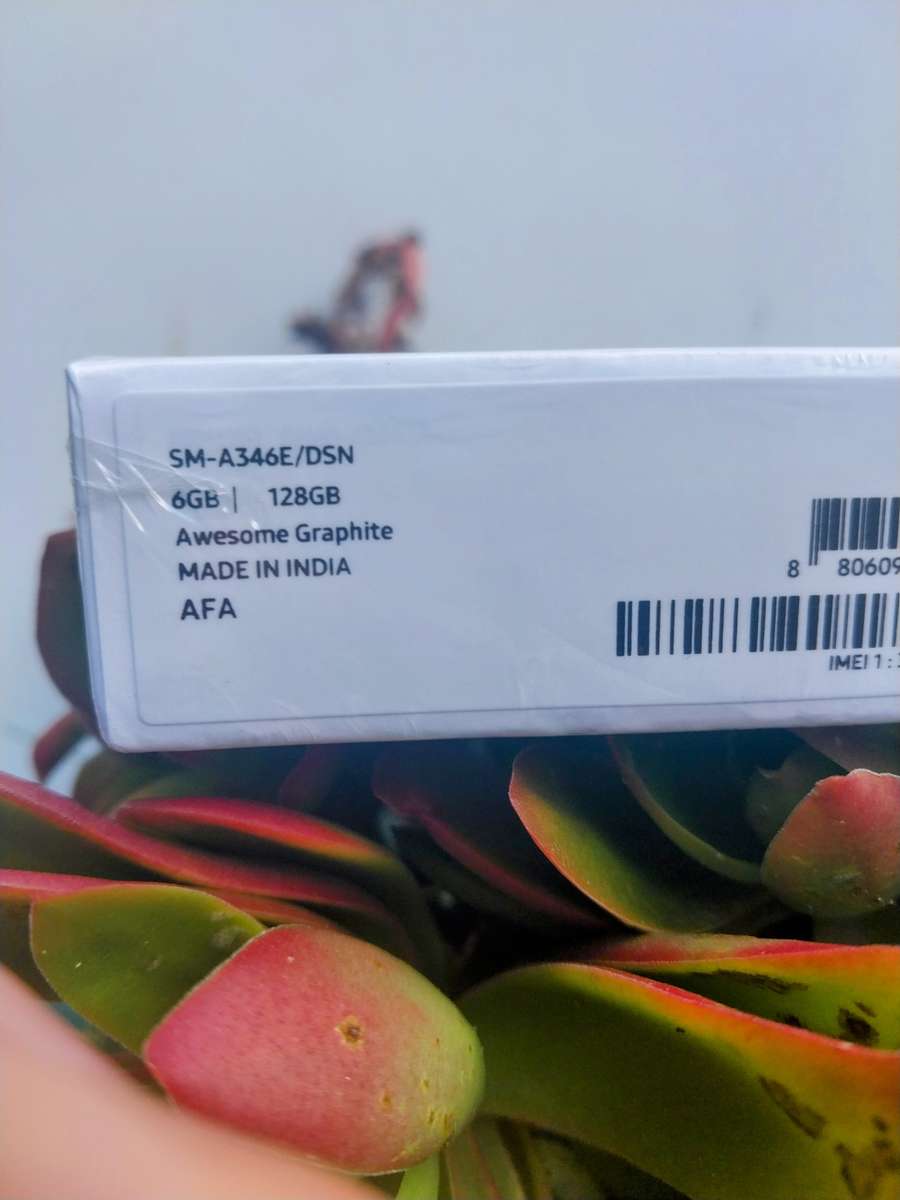 SM-A346E/DSN
6GB | 128GB
Awesome Graphite
MADE IN INDIA
AFA
8 80609
IMEI 1 :